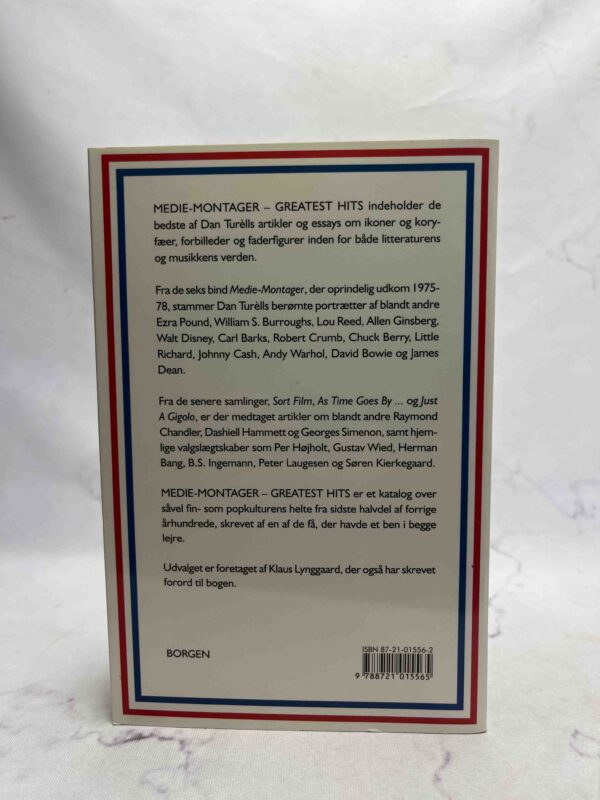 MEDIE-MONTAGER – GREATEST HITS indeholder de
bedste af Dan Turèlls artikler og essays om ikoner og kory-
fæer, forbilleder og faderfigurer inden for både litteraturens
og musikkens verden.
Fra de seks bind Medie-Montager, der oprindelig udkom 1975-
78, stammer Dan Turèlls berømte portrætter af blandt andre
Ezra Pound, William S. Burroughs, Lou Reed, Allen Ginsberg,
Walt Disney, Carl Barks, Robert Crumb, Chuck Berry, Little
Richard, Johnny Cash, Andy Warhol, David Bowie og James
Dean.
Fra de senere samlinger, Sort Film, As Time Goes By ... og Just
A Gigolo, er der medtaget artikler om blandt andre Raymond
Chandler, Dashiell Hammett og Georges Simenon, samt hjem-
lige valgslægtskaber som Per Højholt, Gustav Wied, Herman
Bang, B.S. Ingemann, Peter Laugesen og Søren Kierkegaard.
MEDIE-MONTAGER – GREATEST HITS er et katalog over
såvel fin- som popkulturens helte fra sidste halvdel af forrige
århundrede, skrevet af en af de få, der havde et ben i begge
lejre.
Udvalget er foretaget af Klaus Lynggaard, der også har skrevet
forord til bogen.
BORGEN
ISBN 87-21-01556-2
9 788721 015565